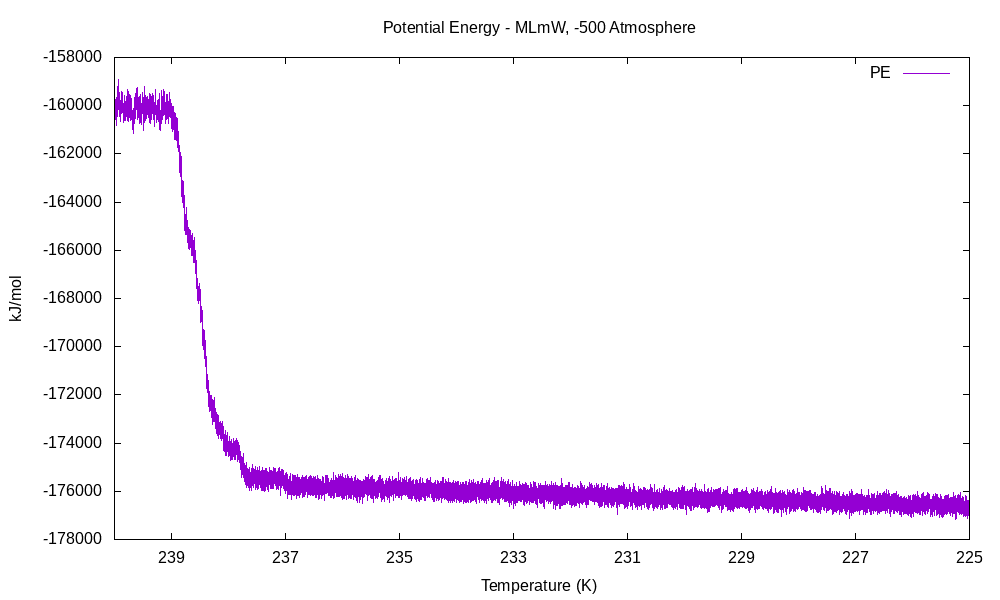 Potential Energy - MLmW, -500 Atmosphere
PE
-158000
-160000
-162000
-164000
-166000
-168000
-170000
-172000
-174000
-176000
-178000
kJ/mol
239 237 235 233 231 229 227 225
Temperature (K)